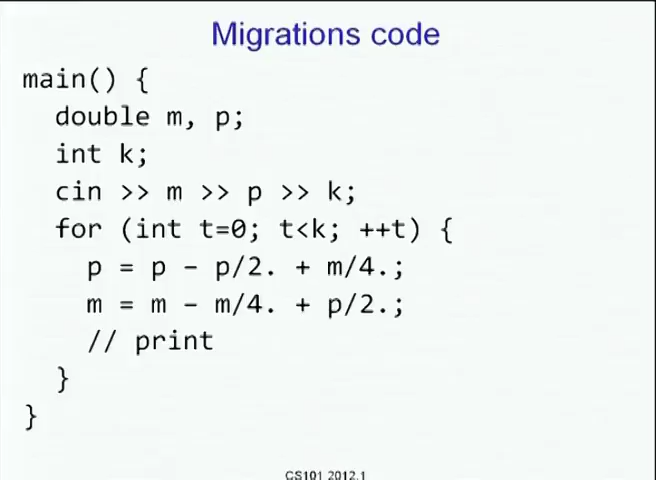 Migrations code
main() {
  double m, p;
  int k;
  cin >> m >> p >> k;
  for (int t=0; t<k; ++t) {
    p = p - p/2. + m/4.;
    m = m - m/4. + p/2.;
    // print
  }
}
CS101 2012.1